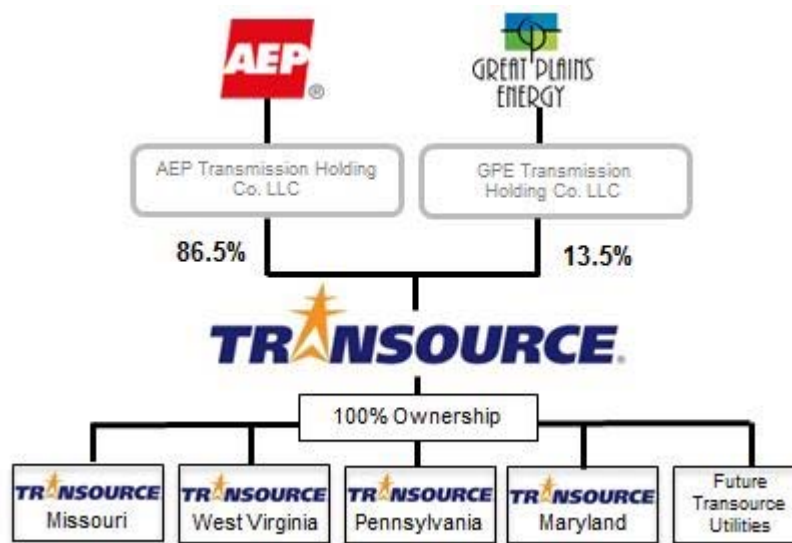 AEP®
GREAT PLAINS
ENERGY
AEP Transmission Holding
Co. LLC
GPE Transmission
Holding Co. LLC
86.5%
13.5%
TRANSOURCE.
100% Ownership
TRANSOURCE
Missouri
TRANSOURCE
West Virginia
TRANSOURCE
Pennsylvania
TRANSOURCE
Maryland
Future
Transource
Utilities